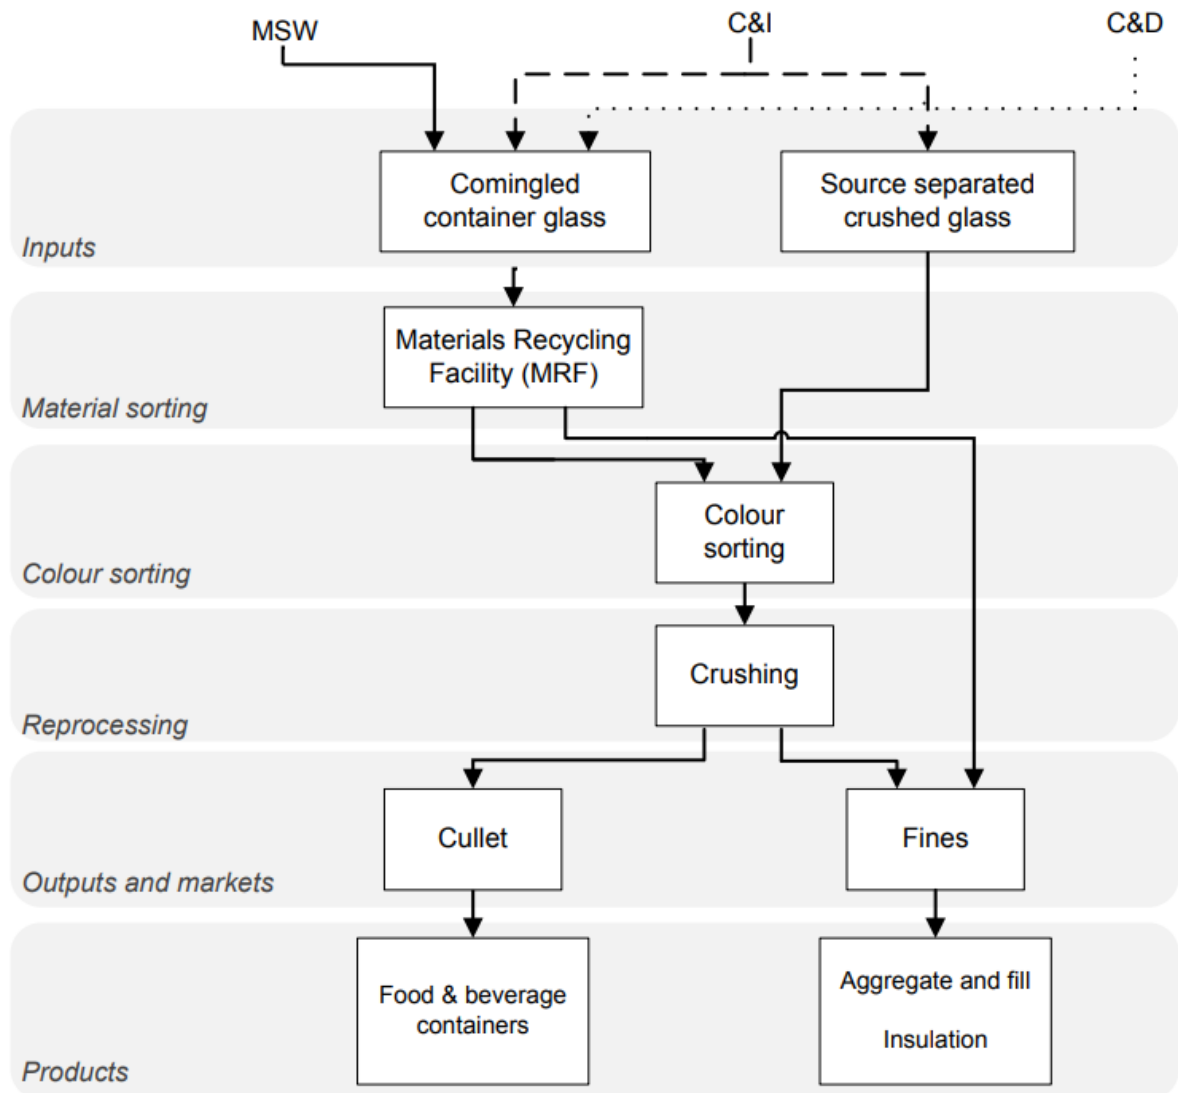 MSW
C&I
C&D
Comingled
container glass
Source separated
crushed glass
Inputs
Materials Recycling
Facility (MRF)
Material sorting
Colour
sorting
Colour sorting
Crushing
Reprocessing
Cullet
Fines
Outputs and markets
Food & beverage
containers
Aggregate and fill
Insulation
Products